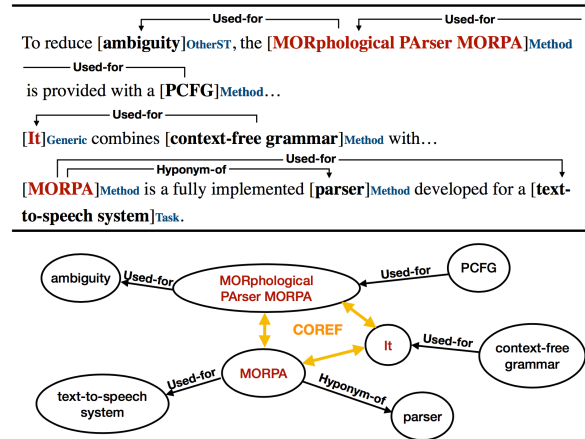 Used-for Used-for
To reduce [ambiguity]OtherST, the [MORphological PArser MORPA]Method
Used-for
is provided with a [PCFG]Method...
Used-for
[It]Generic combines [context-free grammar]Method with...
Used-for
Hyponym-of
[MORPA]Method is a fully implemented [parser]Method developed for a [text-
to-speech system]Task.
ambiguity
Used-for
MORphological
PArser MORPA
Used-for
PCFG
COREF
It
Used-for
context-free
grammar
MORPA
Used-for
text-to-speech
system
Hyponym-of
parser